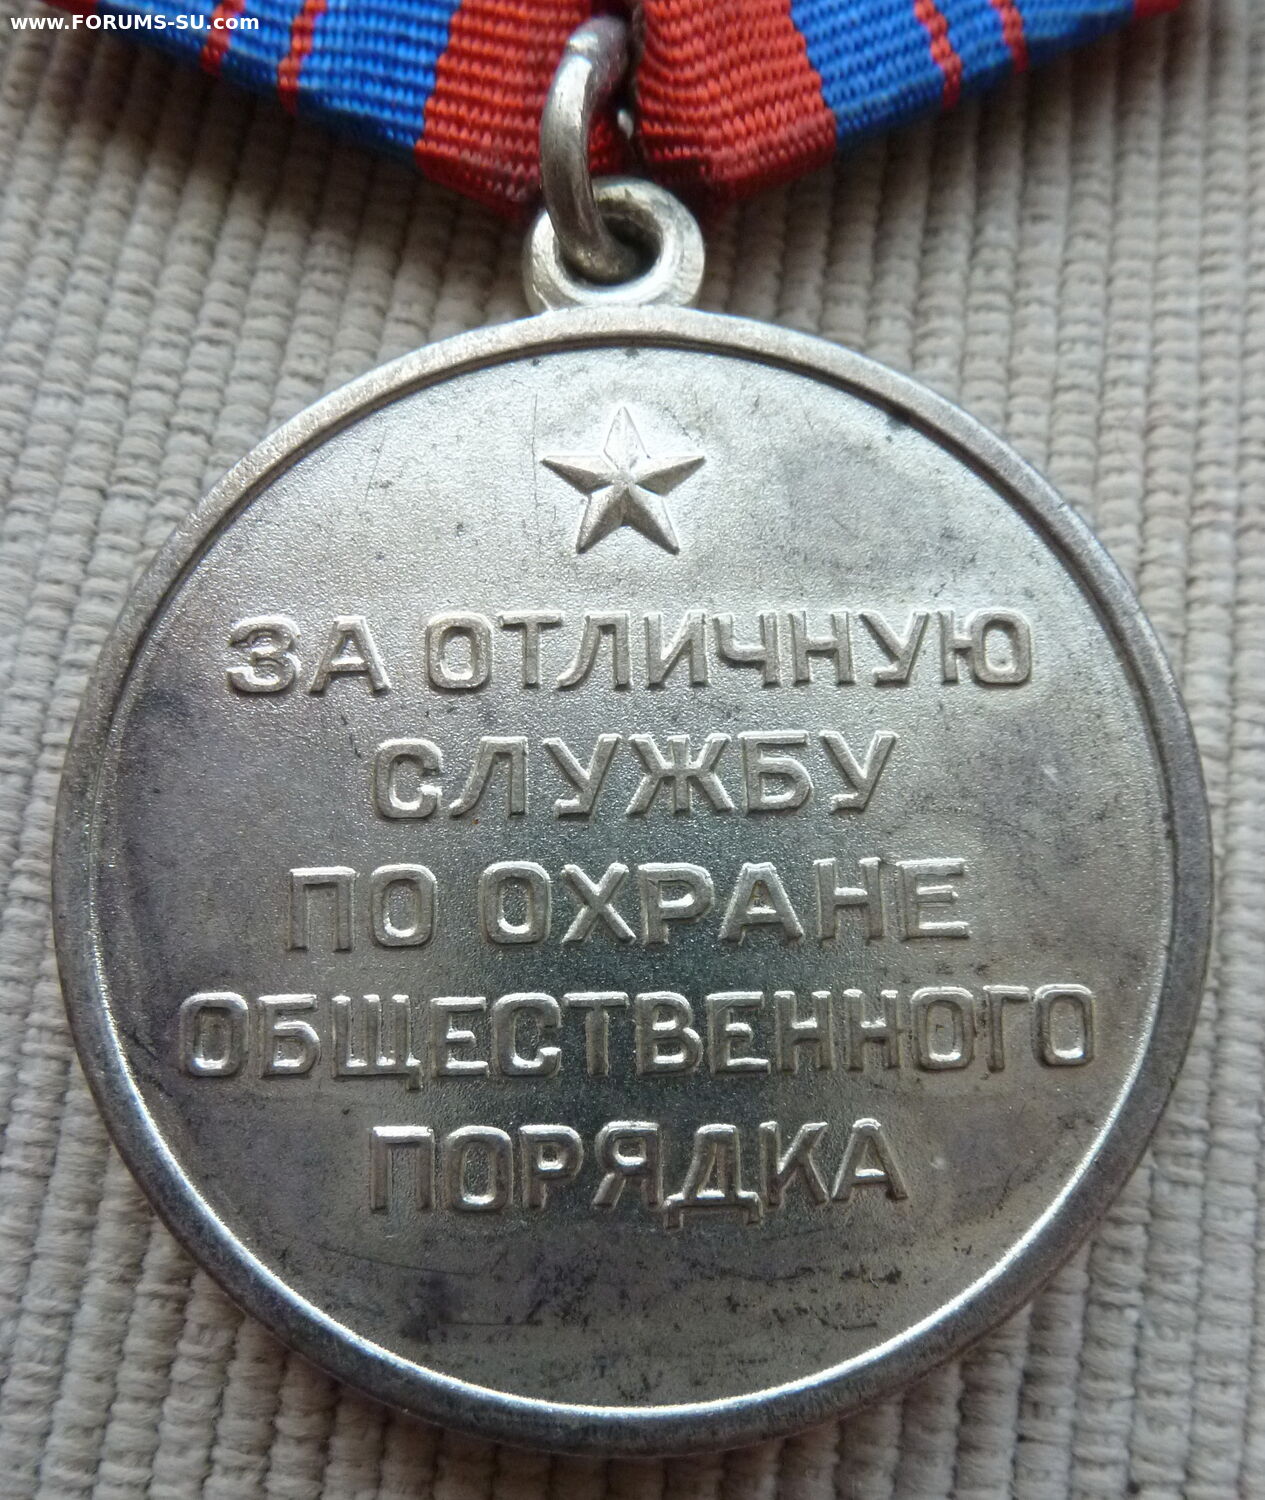 www.FORUMS-SU.com
ЗА ОТЛИЧНУЮ
СЛУЖБУ
ПО ОХРАНЕ
ОБЩЕСТВЕННОГО
ПОРЯДКА